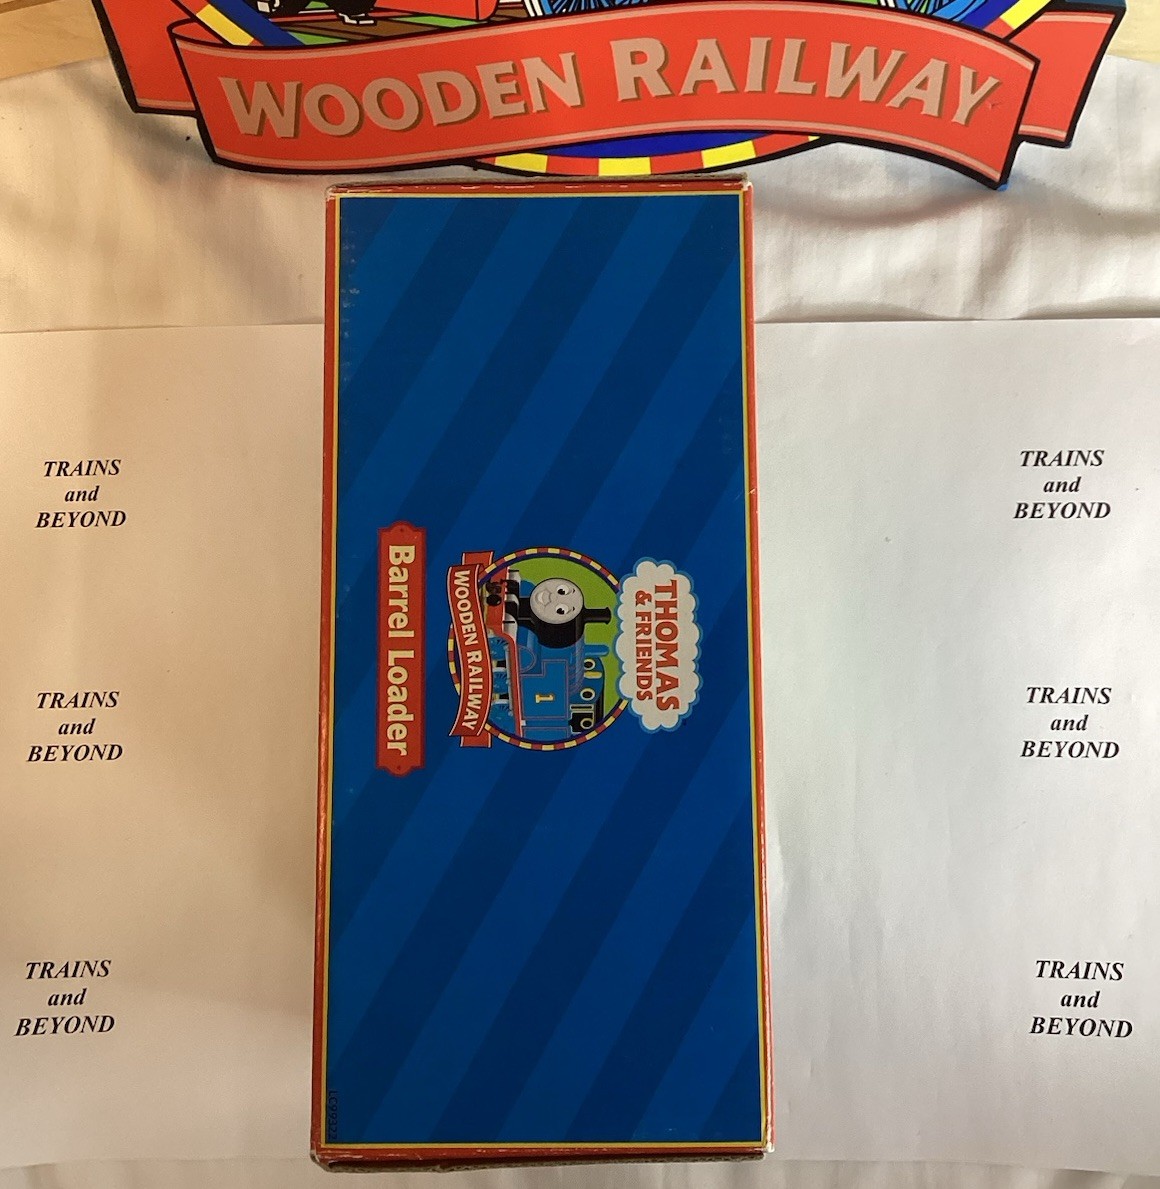 WOODEN RAILWAY
TRAINS
and
BEYOND
TRAINS
and
BEYOND
THOMAS
& FRIENDS
1
WOODEN RAILWAY
Barrel Loader
TRAINS
and
BEYOND
TRAINS
and
BEYOND
TRAINS
and
BEYOND
TRAINS
and
BEYOND